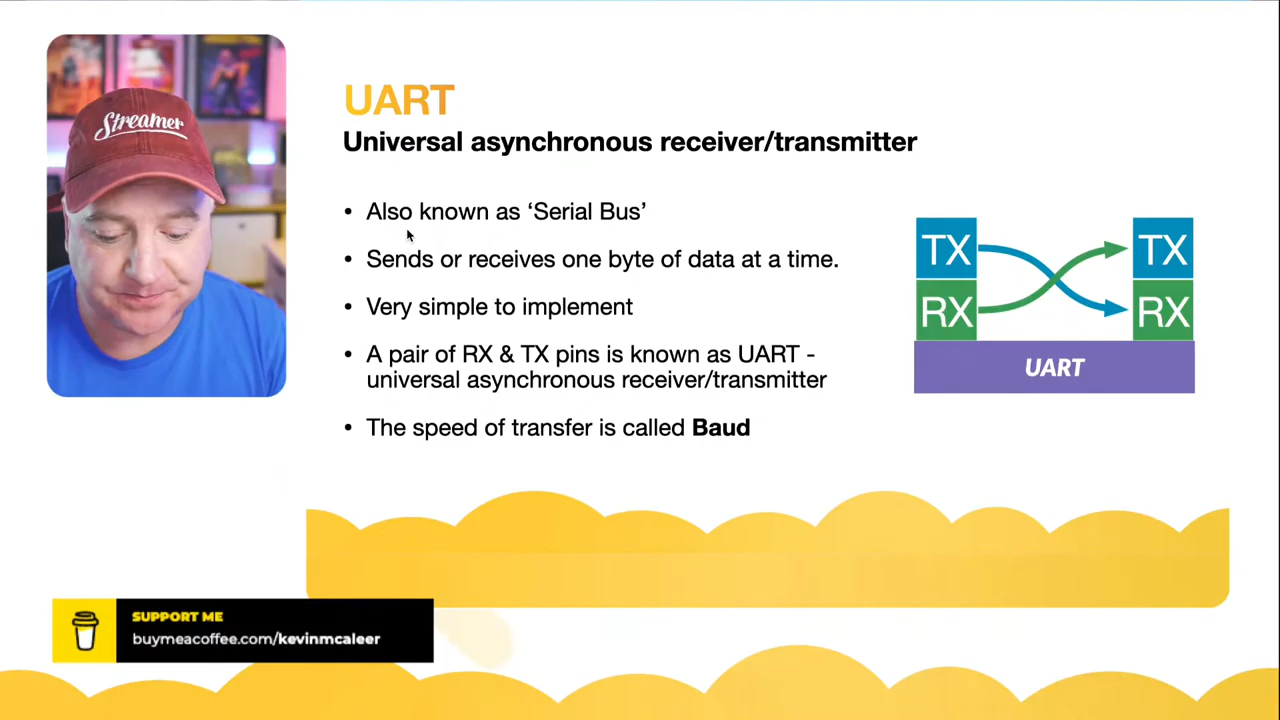 Streamer
UART
Universal asynchronous receiver/transmitter
• Also known as ‘Serial Bus’
• Sends or receives one byte of data at a time.
• Very simple to implement
• A pair of RX & TX pins is known as UART -
universal asynchronous receiver/transmitter
• The speed of transfer is called Baud
TX
TX
RX
RX
UART
SUPPORT ME
buymeacoffee.com/kevinmcaleer